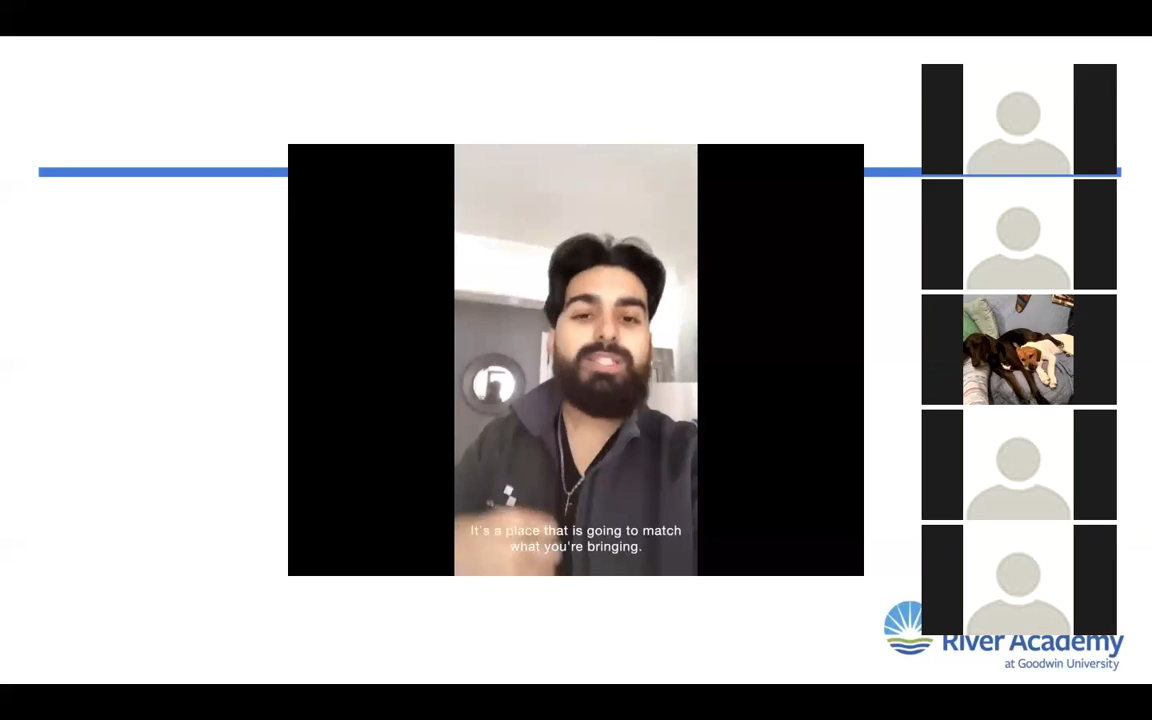 It's a place that is going to match
what you're bringing.
River Academy
at Goodwin University